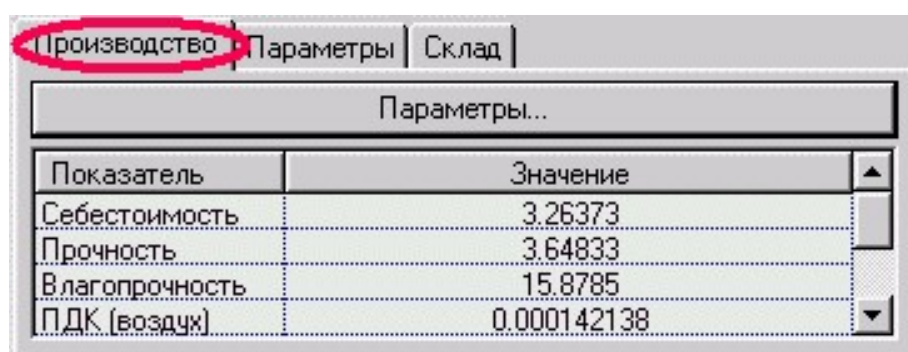 Производство Параметры Склад
Параметры...
Показатель Значение
Себестоимость 3.26373
Прочность 3.64833
Влагопрочность 15.8785
ПДК (воздух) 0.000142138